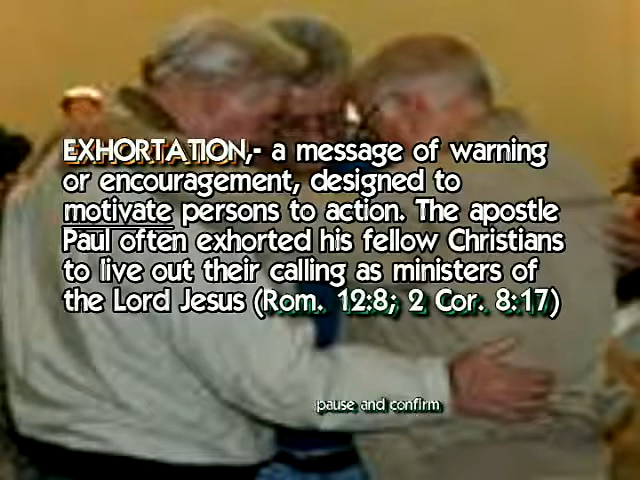 EXHORTATION,- a message of warning
or encouragement, designed to
motivate persons to action. The apostle
Paul often exhorted his fellow Christians
to live out their calling as ministers of
the Lord Jesus (Rom. 12:8; 2 Cor. 8:17)
pause and confirm